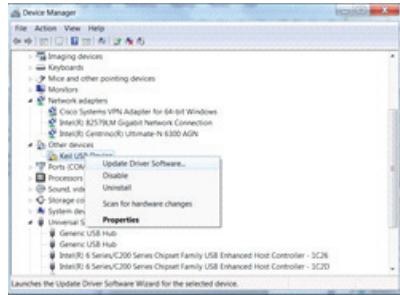 Device Manager
File Action View Help
Imaging devices
Keyboards
Mice and other pointing devices
Monitors
Network adapters
Cisco Systems VPN Adapter for 64-bit Windows
Intel(R) 82579LM Gigabit Network Connection
Intel(R) Centrino(R) Ultimate-N 6300 AGN
Other devices
Keil USB Device
Update Driver Software...
Ports (COM
Disable
Processors
Uninstall
Sound, vide
Storage co
Scan for hardware changes
System dev
Properties
Universal S
Generic USB Hub
Generic USB Hub
Intel(R) 6 Series/C200 Series Chipset Family USB Enhanced Host Controller - 1C26
Intel(R) 6 Series/C200 Series Chipset Family USB Enhanced Host Controller - 1C2D
Launches the Update Driver Software Wizard for the selected device.